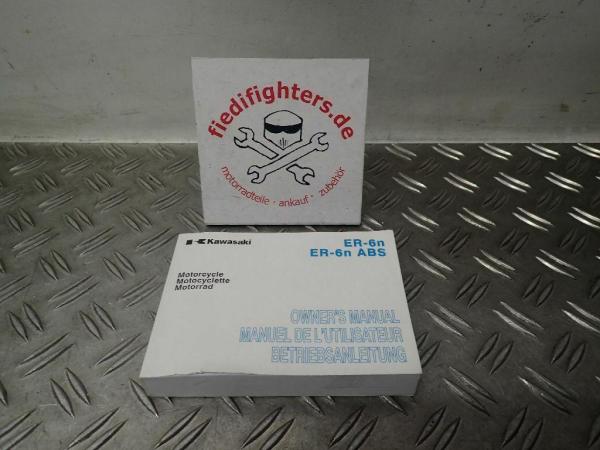 fiedifighters.de
motorradteile · ankauf · zubehör
Kawasaki
ER-6n
ER-6n ABS
Motorcycle
Motocyclette
Motorrad
OWNER'S MANUAL
MANUEL DE L'UTILISATEUR
BETRIEBSANLEITUNG